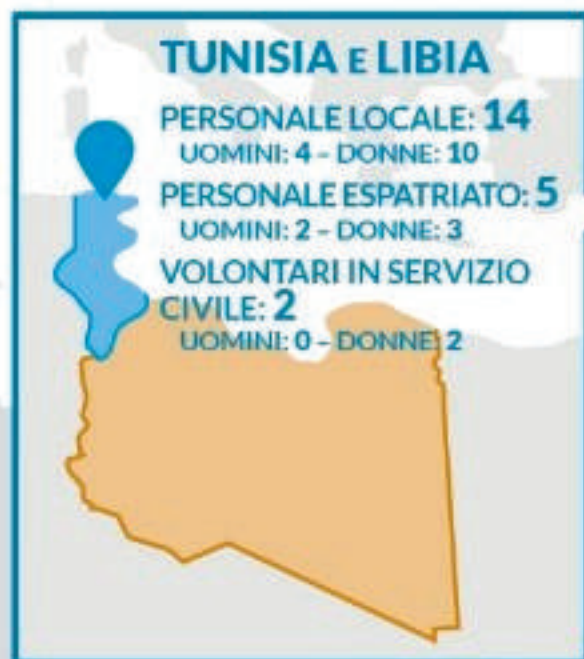 TUNISIA E LIBIA
PERSONALE LOCALE: 14
UOMINI: 4 – DONNE: 10
PERSONALE ESPATRIATO: 5
UOMINI: 2 – DONNE: 3
VOLONTARI IN SERVIZIO
CIVILE: 2
UOMINI: 0 – DONNE: 2